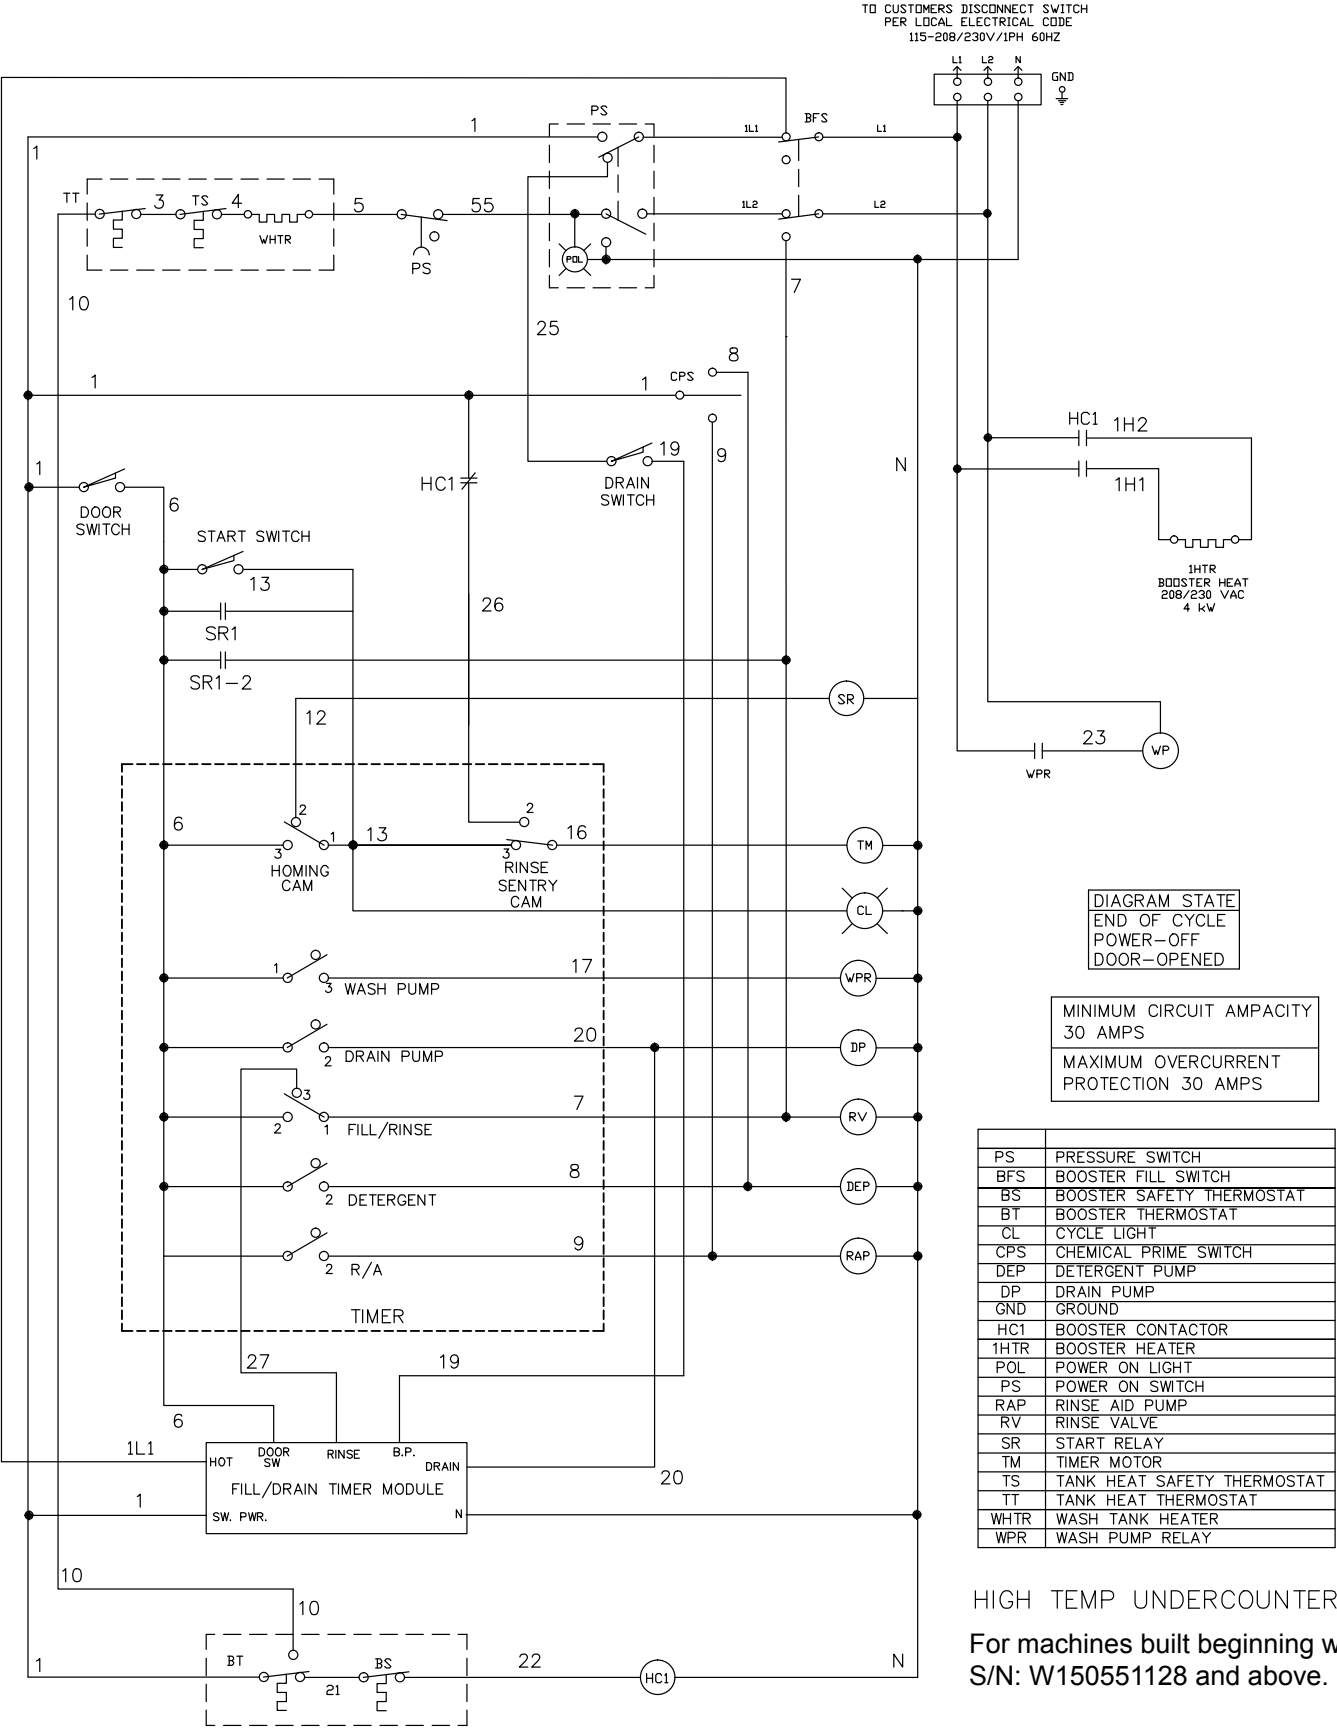 TO CUSTOMERS DISCONNECT SWITCH
PER LOCAL ELECTRICAL CODE
115-208/230V/1PH 60HZ
L1 L2 N
GND
PS
BFS
1
1L1
L1
1
TT
3
TS
4
5
55
1L2
L2
WHTR
PS
POL
10
7
25
8
1
1
CPS
HC1
1H2
1
19
9
N
HC1
DRAIN
SWITCH
1H1
DOOR
SWITCH
6
START SWITCH
13
1HTR
BOOSTER HEAT
208/230 VAC
4 kW
26
SR1
SR1-2
12
SR
23
WP
WPR
6
2
1
13
2
16
3
3
TM
HOMING
CAM
RINSE
SENTRY
CAM
CL
DIAGRAM STATE
END OF CYCLE
POWER-OFF
DOOR-OPENED
1
3
WASH PUMP
17
WPR
MINIMUM CIRCUIT AMPACITY
30 AMPS
MAXIMUM OVERCURRENT
PROTECTION 30 AMPS
2
DRAIN PUMP
20
DP
3
2
1
FILL/RINSE
7
RV
2
DETERGENT
8
DEP
2
R/A
9
RAP
TIMER
PS PRESSURE SWITCH
BFS BOOSTER FILL SWITCH
BS BOOSTER SAFETY THERMOSTAT
BT BOOSTER THERMOSTAT
CL CYCLE LIGHT
CPS CHEMICAL PRIME SWITCH
DEP DETERGENT PUMP
DP DRAIN PUMP
GND GROUND
HC1 BOOSTER CONTACTOR
1HTR BOOSTER HEATER
POL POWER ON LIGHT
PS POWER ON SWITCH
RAP RINSE AID PUMP
RV RINSE VALVE
SR START RELAY
TM TIMER MOTOR
TS TANK HEAT SAFETY THERMOSTAT
TT TANK HEAT THERMOSTAT
WHTR WASH TANK HEATER
WPR WASH PUMP RELAY
27
19
6
1L1
HOT
DOOR
SW
RINSE
B.P.
DRAIN
20
FILL/DRAIN TIMER MODULE
1
SW. PWR.
N
10
10
1
BT
21
BS
22
HC1
N
HIGH TEMP UNDERCOUNTER
For machines built beginning w
S/N: W150551128 and above.